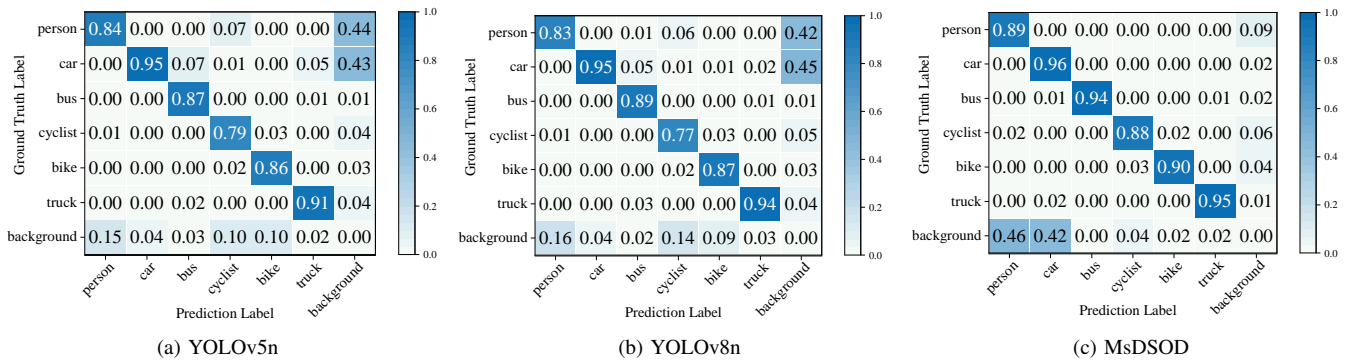 person 0.84 0.00 0.00 0.07 0.00 0.00 0.44
car 0.00 0.95 0.07 0.01 0.00 0.05 0.43
bus 0.00 0.00 0.87 0.00 0.00 0.01 0.01
cyclist 0.01 0.00 0.00 0.79 0.03 0.00 0.04
bike 0.00 0.00 0.00 0.02 0.86 0.00 0.03
truck 0.00 0.00 0.02 0.00 0.00 0.91 0.04
background 0.15 0.04 0.03 0.10 0.10 0.02 0.00
person car bus cyclist bike truck background
Prediction Label
Ground Truth Label
1.0
0.8
0.6
0.4
0.2
0.0
(a) YOLOv5n
person 0.83 0.00 0.01 0.06 0.00 0.00 0.42
car 0.00 0.95 0.05 0.01 0.01 0.02 0.45
bus 0.00 0.00 0.89 0.00 0.00 0.01 0.01
cyclist 0.01 0.00 0.00 0.77 0.03 0.00 0.05
bike 0.00 0.00 0.00 0.02 0.87 0.00 0.03
truck 0.00 0.00 0.03 0.00 0.00 0.94 0.04
background 0.16 0.04 0.02 0.14 0.09 0.03 0.00
person car bus cyclist bike truck background
Prediction Label
Ground Truth Label
1.0
0.8
0.6
0.4
0.2
0.0
(b) YOLOv8n
person 0.89 0.00 0.00 0.00 0.00 0.00 0.09
car 0.00 0.96 0.00 0.00 0.00 0.00 0.02
bus 0.00 0.01 0.94 0.00 0.00 0.01 0.02
cyclist 0.02 0.00 0.00 0.88 0.02 0.00 0.06
bike 0.00 0.00 0.00 0.03 0.90 0.00 0.04
truck 0.00 0.02 0.00 0.00 0.00 0.95 0.01
background 0.46 0.42 0.00 0.04 0.02 0.02 0.00
person car bus cyclist bike truck background
Prediction Label
Ground Truth Label
1.0
0.8
0.6
0.4
0.2
0.0
(c) MsDSOD